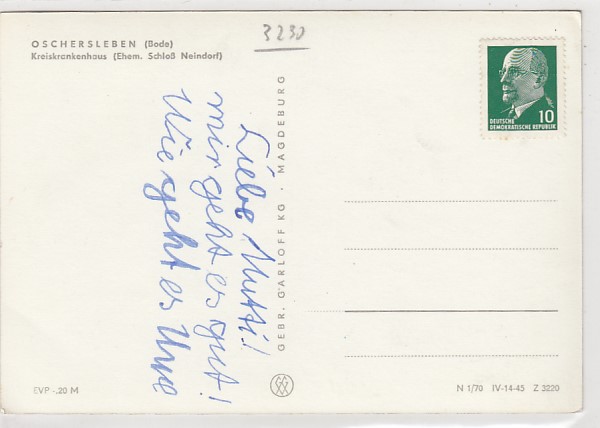 3230
OSCHERSLEBEN (Bode)
Kreiskrankenhaus (Ehem. Schloß Neindorf)
10
DEUTSCHE
DEMOKRATISCHE REPUBLIK
Liebe Mutti!
mir geht es gut!
Wie geht es
GEBR. GARLOFF KG · MAGDEBURG
EVP -,20 M
N 1/70 IV-14-45 Z 3220